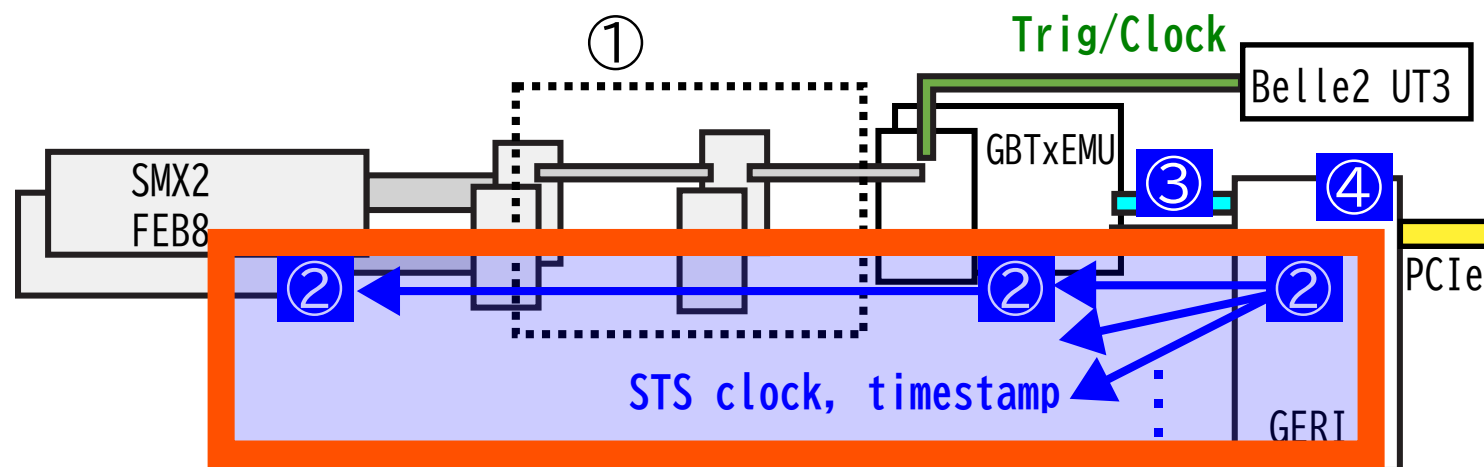 ①
Trig/Clock
Belle2 UT3
GBTxEMU
SMX2
FEB8
③
④
PCIe
②
②
②
STS clock, timestamp
GERI